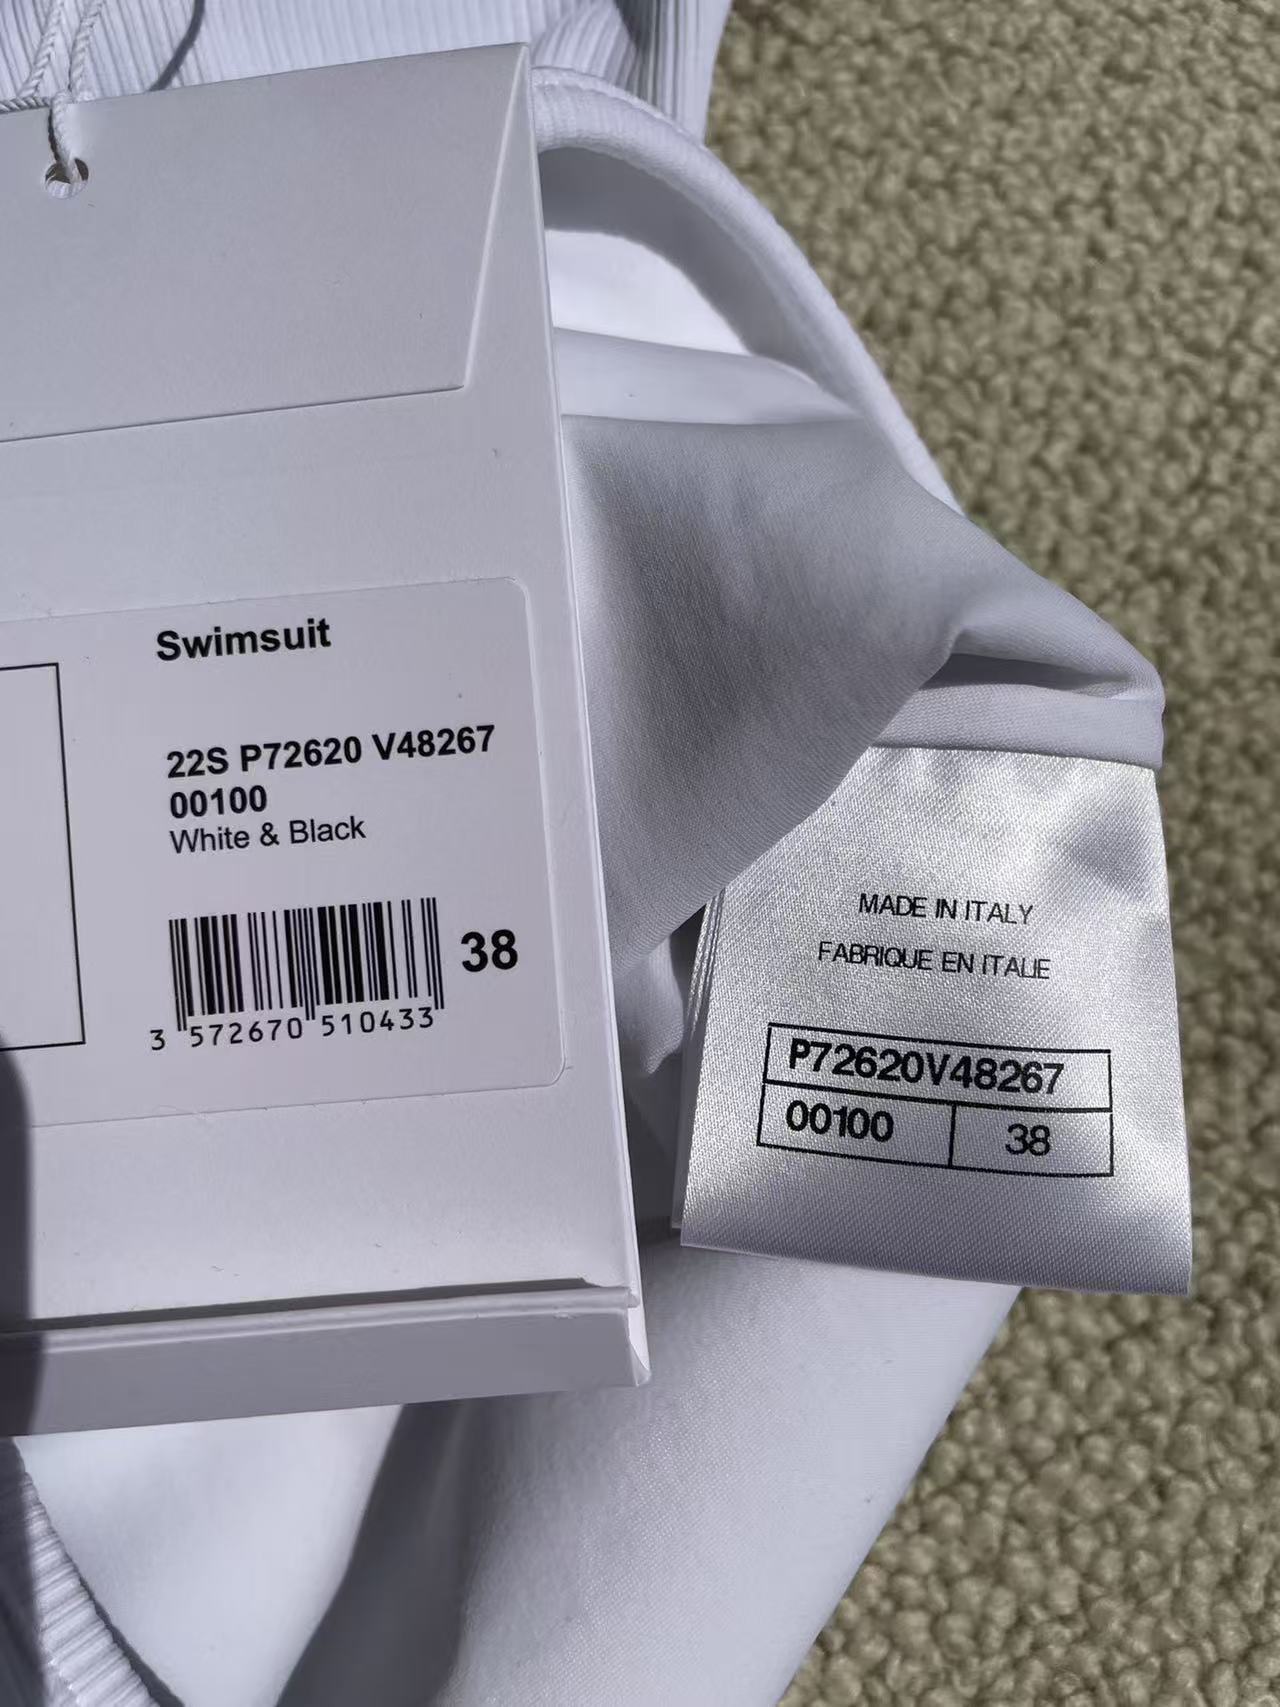 Swimsuit
22S P72620 V48267
00100
White & Black
38
3 572670 510433
MADE IN ITALY
FABRIQUE EN ITALIE
P72620V48267
00100 38